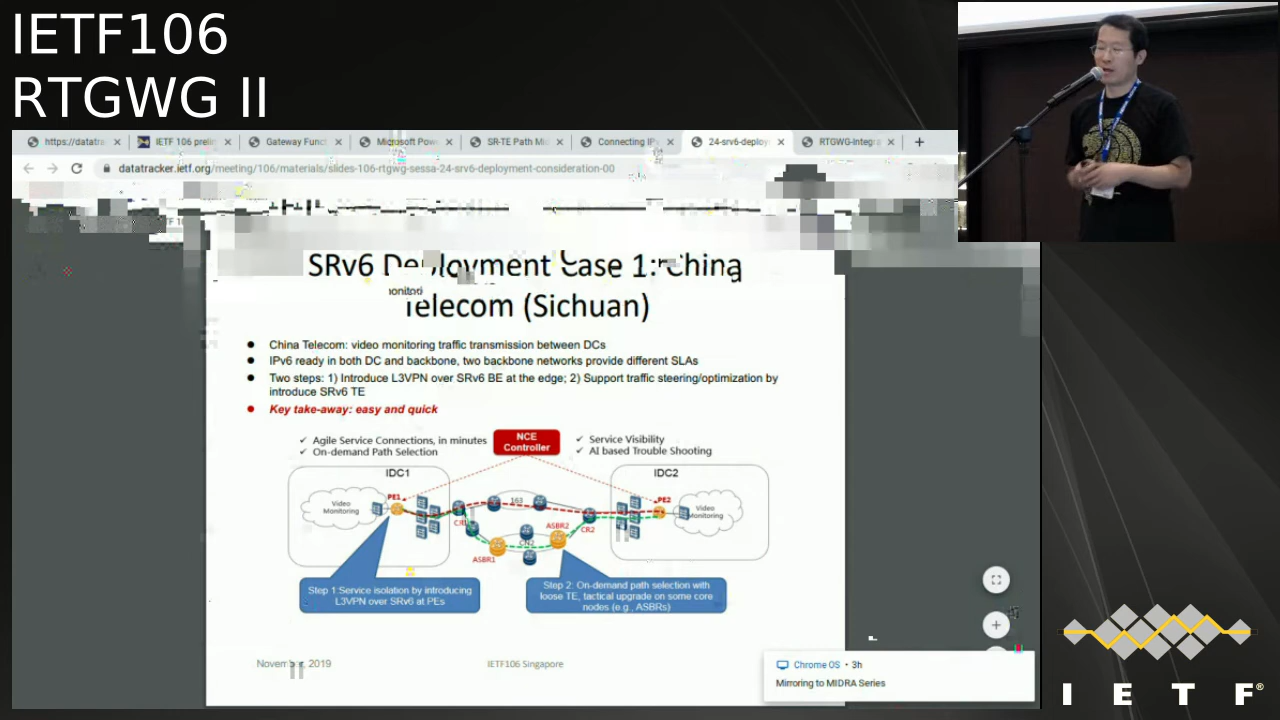 IETF106
RTGWG II
https://datatra
IETF 106 prelin
Gateway Func
Microsoft Pow
SR-TE Path Mi
Connecting IP
24-srv6-deploy
RTGWG-Integra
datatracker.ietf.org/meeting/106/materials/slides-106-rtgwg-sessa-24-srv6-deployment-consideration-00
SRv6 Deployment Case 1: China
Telecom (Sichuan)
China Telecom: video monitoring traffic transmission between DCs
IPv6 ready in both DC and backbone, two backbone networks provide different SLAs
Two steps: 1) Introduce L3VPN over SRv6 BE at the edge; 2) Support traffic steering/optimization by
introduce SRv6 TE
Key take-away: easy and quick
✓ Agile Service Connections, in minutes
✓ On-demand Path Selection
NCE
Controller
✓ Service Visibility
✓ AI based Trouble Shooting
IDC1
IDC2
Video
Monitoring
PE1
CR1
163
CN2
ASBR1
ASBR2
CR2
PE2
Video
Monitoring
Step 1:Service isolation by introducing
L3VPN over SRv6 at PEs
Step 2: On-demand path selection with
loose TE, tactical upgrade on some core
nodes (e.g., ASBRs)
November, 2019
IETF106 Singapore
Chrome OS • 3h
Mirroring to MIDRA Series
I E T F®